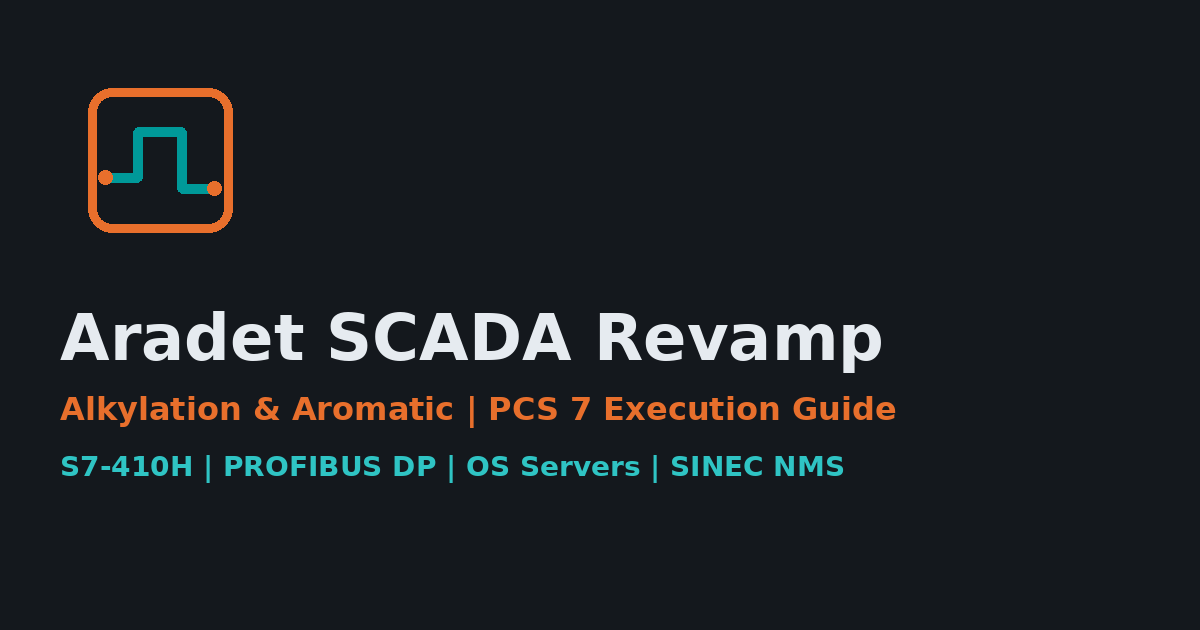 Aradet SCADA Revamp
Alkylation & Aromatic | PCS 7 Execution Guide
S7-410H | PROFIBUS DP | OS Servers | SINEC NMS